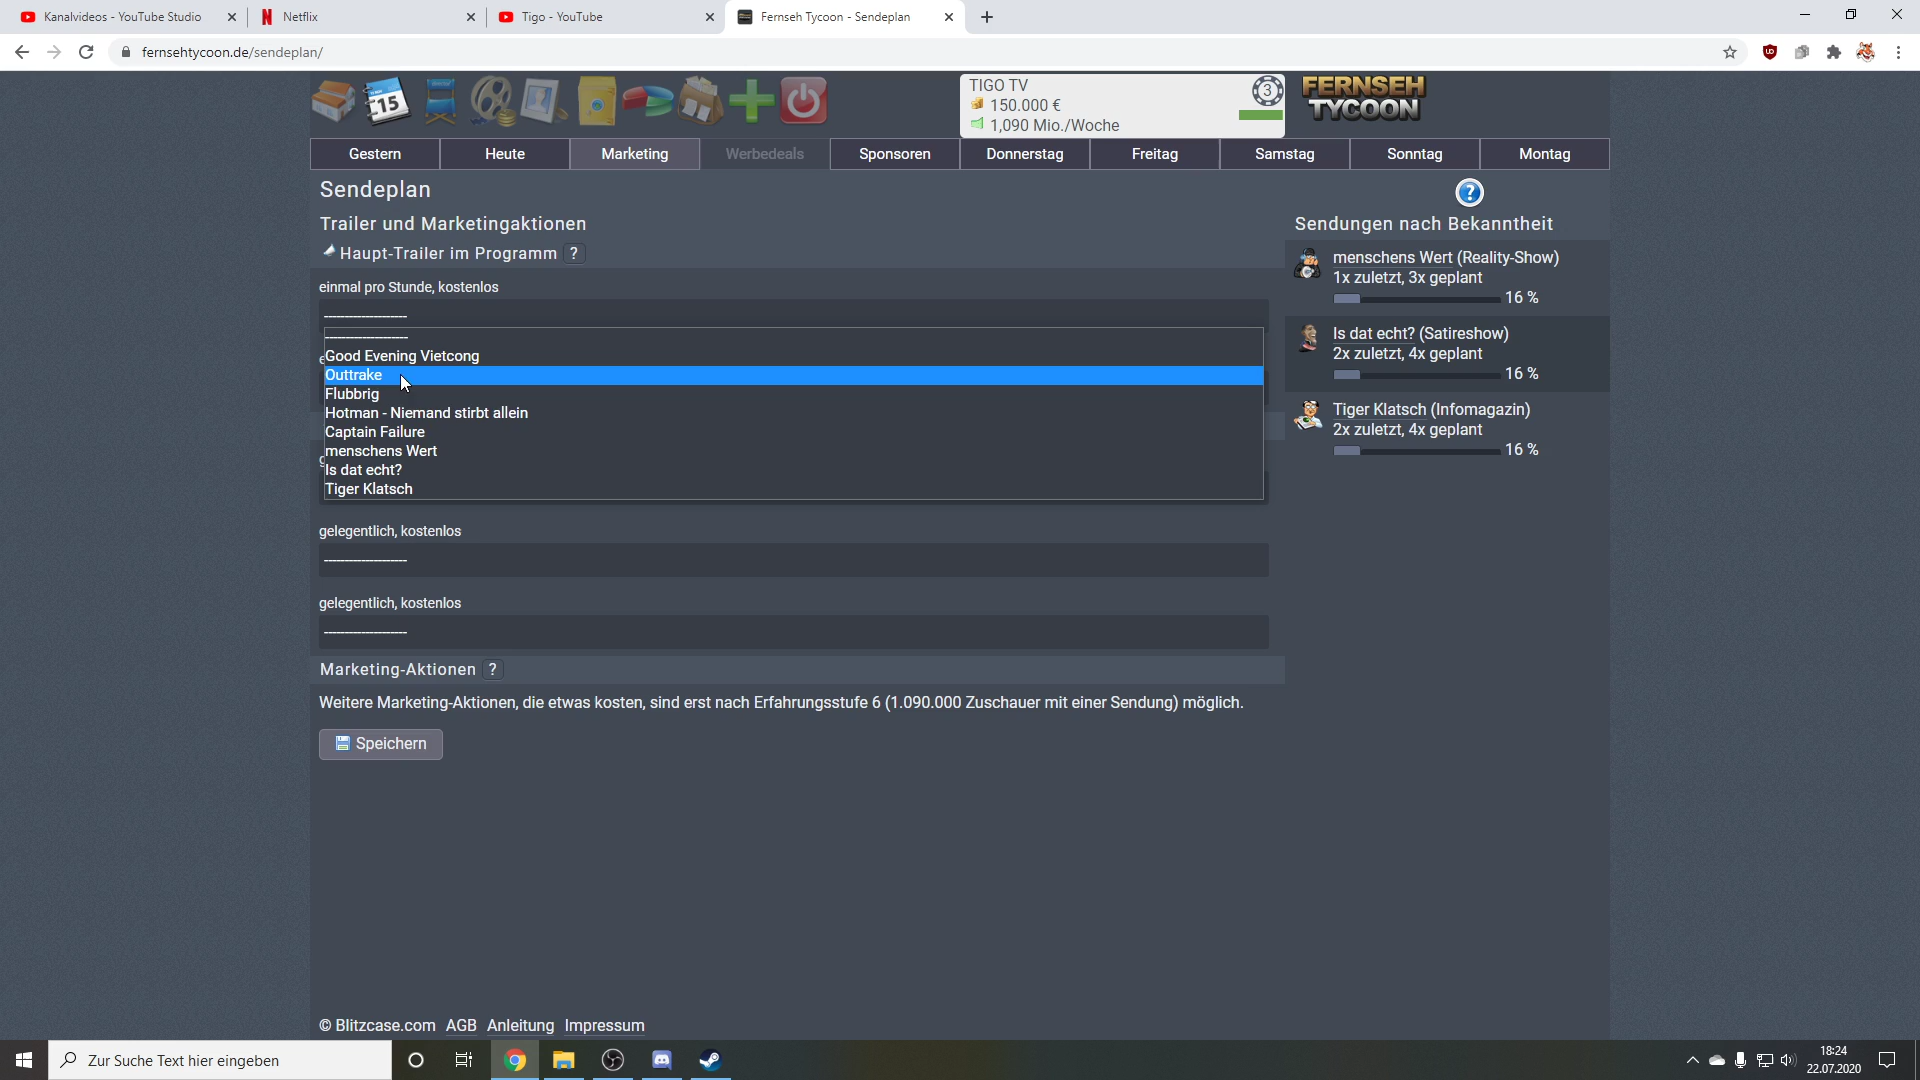 Kanalvideos - YouTube Studio
Netflix
Tigo - YouTube
Fernseh Tycoon - Sendeplan
fernsehtycoon.de/sendeplan/
15
TIGO TV
150.000 €
1,090 Mio./Woche
3
FERNSEH
TYCOON
Gestern
Heute
Marketing
Werbedeals
Sponsoren
Donnerstag
Freitag
Samstag
Sonntag
Montag
Sendeplan
?
Trailer und Marketingaktionen
Haupt-Trailer im Programm ?
einmal pro Stunde, kostenlos
--------------------
--------------------
Good Evening Vietcong
Outtrake
Flubbrig
Hotman - Niemand stirbt allein
Captain Failure
menschens Wert
Is dat echt?
Tiger Klatsch
gelegentlich, kostenlos
--------------------
gelegentlich, kostenlos
--------------------
Marketing-Aktionen ?
Weitere Marketing-Aktionen, die etwas kosten, sind erst nach Erfahrungsstufe 6 (1.090.000 Zuschauer mit einer Sendung) möglich.
Speichern
Sendungen nach Bekanntheit
menschens Wert (Reality-Show)
1x zuletzt, 3x geplant
16 %
Is dat echt? (Satireshow)
2x zuletzt, 4x geplant
16 %
Tiger Klatsch (Infomagazin)
2x zuletzt, 4x geplant
16 %
© Blitzcase.com AGB Anleitung Impressum
Zur Suche Text hier eingeben
18:24
22.07.2020